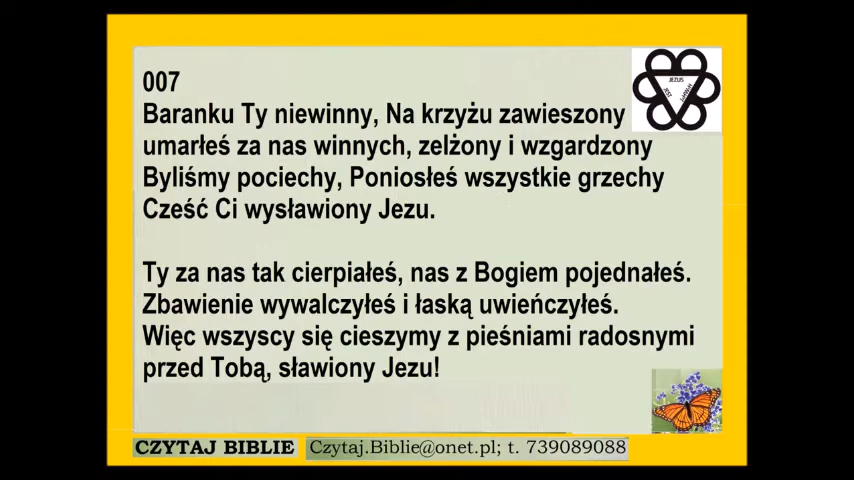 007
Baranku Ty niewinny, Na krzyżu zawieszony
umarłeś za nas winnych, zelżony i wzgardzony
Byliśmy pociechy, Poniosłeś wszystkie grzechy
Cześć Ci wysławiony Jezu.
Ty za nas tak cierpiałeś, nas z Bogiem pojednałeś.
Zbawienie wywalczyłeś i łaską uwieńczyłeś.
Więc wszyscy się cieszymy z pieśniami radosnymi
przed Tobą, sławiony Jezu!
JEZUS
JEST
CZYTAJ BIBLIE
Czytaj.Biblie@onet.pl; t. 739089088